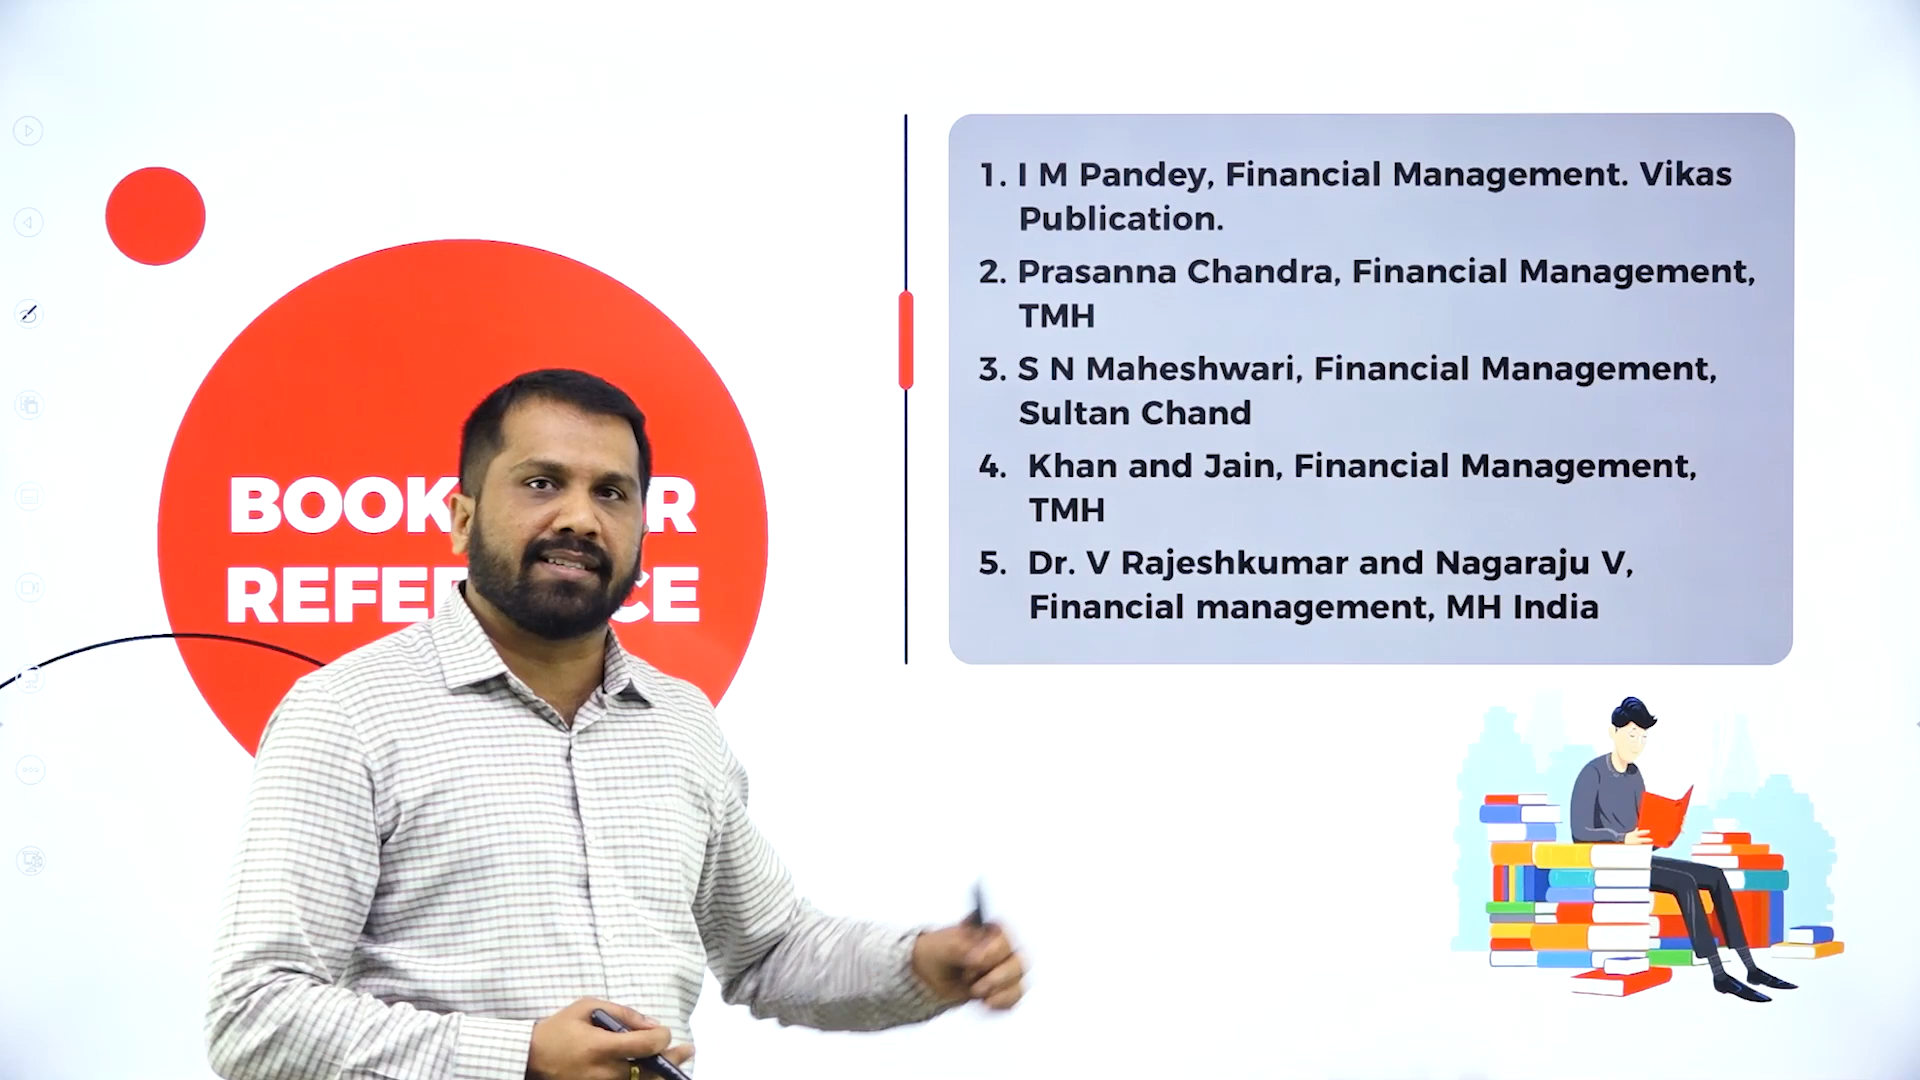 BOOK R
REFE CE
1. I M Pandey, Financial Management. Vikas
Publication.
2. Prasanna Chandra, Financial Management,
TMH
3. S N Maheshwari, Financial Management,
Sultan Chand
4. Khan and Jain, Financial Management,
TMH
5. Dr. V Rajeshkumar and Nagaraju V,
Financial management, MH India